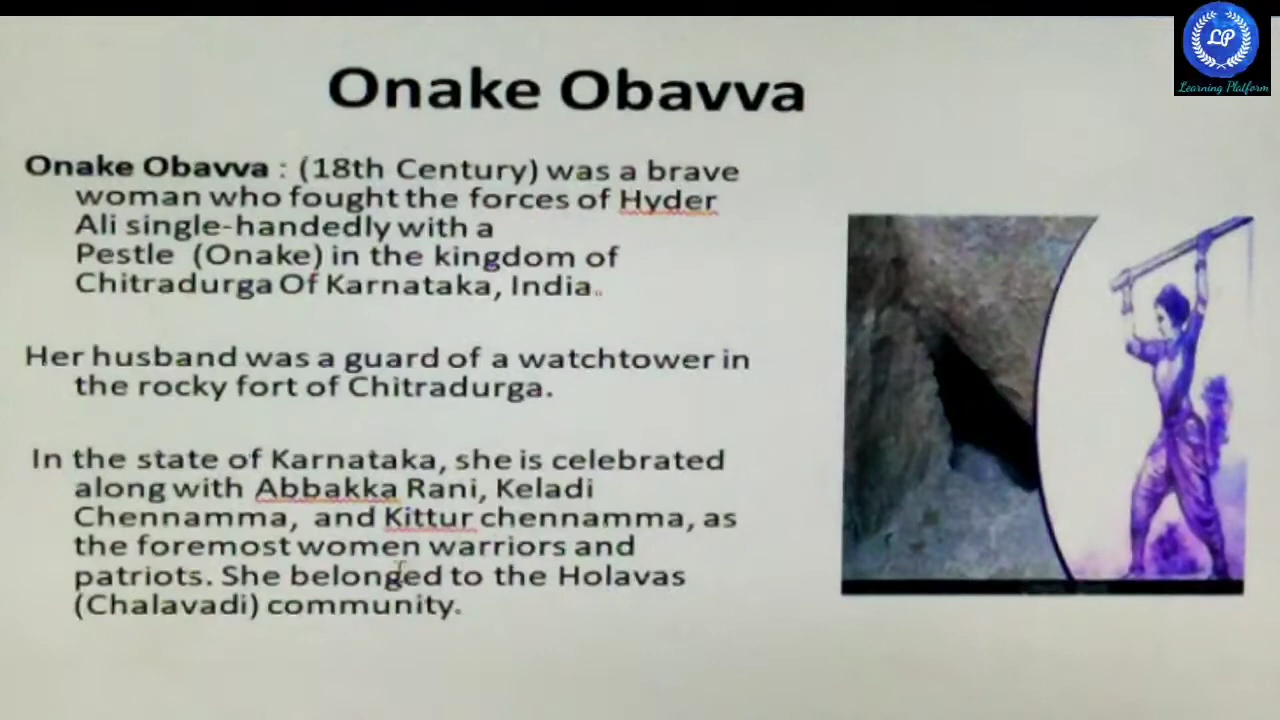 LP
Learning Platform
Onake Obavva
Onake Obavva : (18th Century) was a brave
woman who fought the forces of Hyder
Ali single-handedly with a
Pestle (Onake) in the kingdom of
Chitradurga Of Karnataka, India..
Her husband was a guard of a watchtower in
the rocky fort of Chitradurga.
In the state of Karnataka, she is celebrated
along with Abbakka Rani, Keladi
Chennamma, and Kittur chennamma, as
the foremost women warriors and
patriots. She belonged to the Holavas
(Chalavadi) community.